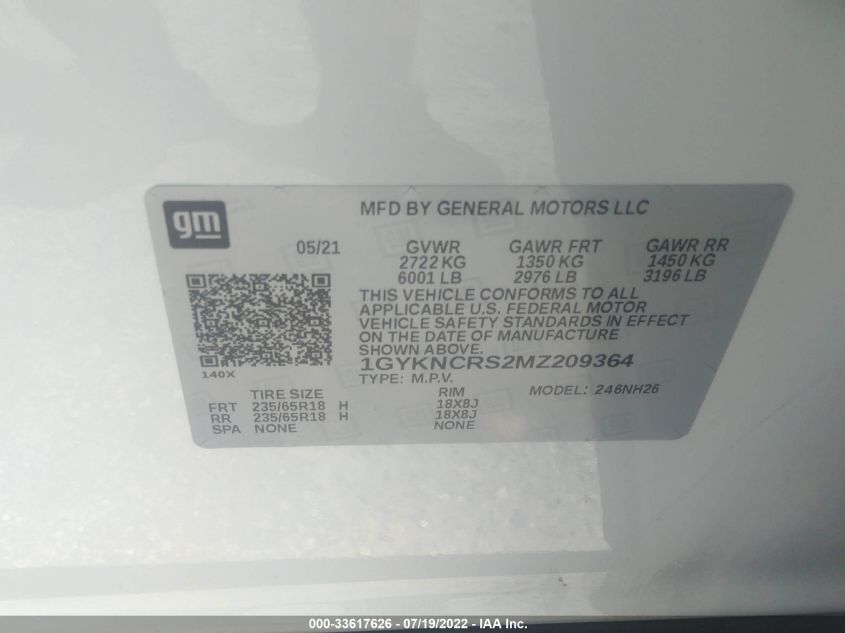 gm
MFD BY GENERAL MOTORS LLC
05/21 GVWR GAWR FRT GAWR RR
2722 KG 1350 KG 1450 KG
6001 LB 2976 LB 3196 LB
THIS VEHICLE CONFORMS TO ALL
APPLICABLE U.S. FEDERAL MOTOR
VEHICLE SAFETY STANDARDS IN EFFECT
ON THE DATE OF MANUFACTURE
SHOWN ABOVE.
1GYKNCRS2MZ209364
140X
TYPE: M.P.V. MODEL: 246NH26
TIRE SIZE RIM
FRT 235/65R18 H 18X8J
RR 235/65R18 H 18X8J
SPA NONE NONE
000-33617626 - 07/19/2022 - IAA Inc.